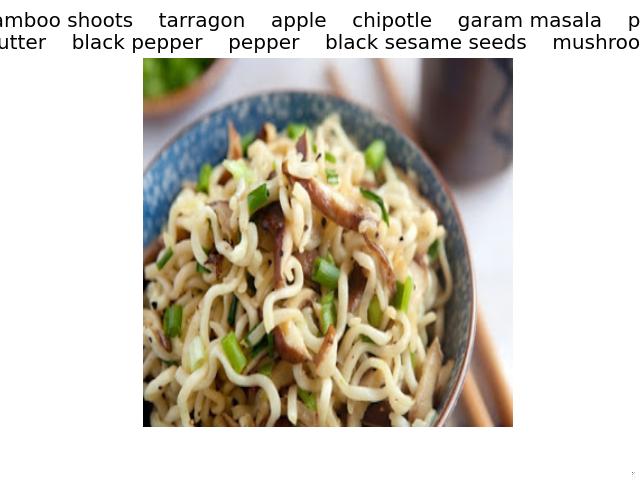 amboo shoots tarragon apple chipotle garam masala p
utter black pepper pepper black sesame seeds mushroo